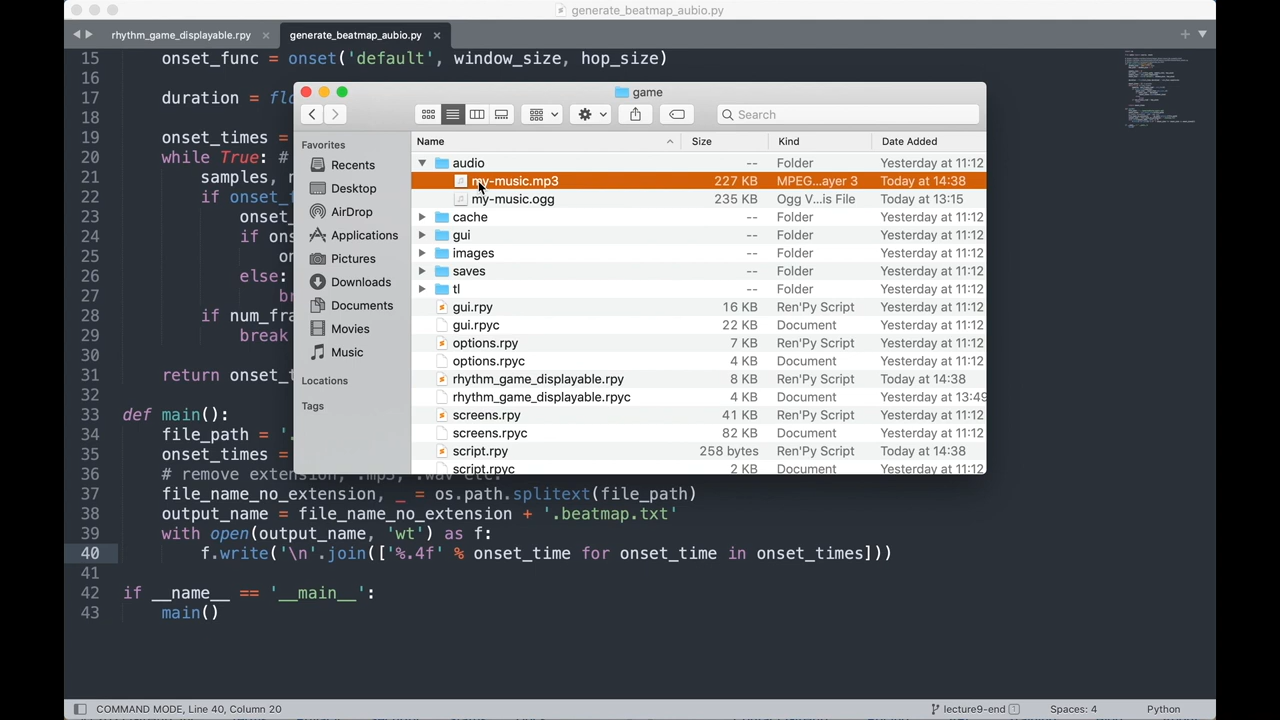 generate_beatmap_aubio.py
rhythm_game_displayable.rpy × generate_beatmap_aubio.py ×
15 onset_func = onset('default', window_size, hop_size)
16
17 duration = flo
18
19 onset_times =
20 while True: #
21 samples, n
22 if onset_
23 onset_
24 if ons
25 on
26 else:
27 br
28 if num_fra
29 break
30
31 return onset_t
32
33 def main():
34 file_path = '.
35 onset_times =
36 # remove extension, .mp3, .wav etc.
37 file_name_no_extension, _ = os.path.splitext(file_path)
38 output_name = file_name_no_extension + '.beatmap.txt'
39 with open(output_name, 'wt') as f:
40 f.write('\n'.join(['%.4f' % onset_time for onset_time in onset_times]))
41
42 if __name__ == '__main__':
43 main()
game
Search
Favorites
Recents
Desktop
AirDrop
Applications
Pictures
Downloads
Documents
Movies
Music
Locations
Tags
Name Size Kind Date Added
audio -- Folder Yesterday at 11:12
my-music.mp3 227 KB MPEG...ayer 3 Today at 14:38
my-music.ogg 235 KB Ogg V...is File Today at 13:15
cache -- Folder Yesterday at 11:12
gui -- Folder Yesterday at 11:12
images -- Folder Yesterday at 11:12
saves -- Folder Yesterday at 11:12
tl -- Folder Yesterday at 11:12
gui.rpy 16 KB Ren'Py Script Yesterday at 11:12
gui.rpyc 22 KB Document Yesterday at 11:12
options.rpy 7 KB Ren'Py Script Yesterday at 11:12
options.rpyc 4 KB Document Yesterday at 11:12
rhythm_game_displayable.rpy 8 KB Ren'Py Script Today at 14:38
rhythm_game_displayable.rpyc 4 KB Document Yesterday at 13:49
screens.rpy 41 KB Ren'Py Script Yesterday at 11:12
screens.rpyc 82 KB Document Yesterday at 11:12
script.rpy 258 bytes Ren'Py Script Today at 14:38
script.rpyc 2 KB Document Yesterday at 11:12
COMMAND MODE, Line 40, Column 20 lecture9-end 1 Spaces: 4 Python